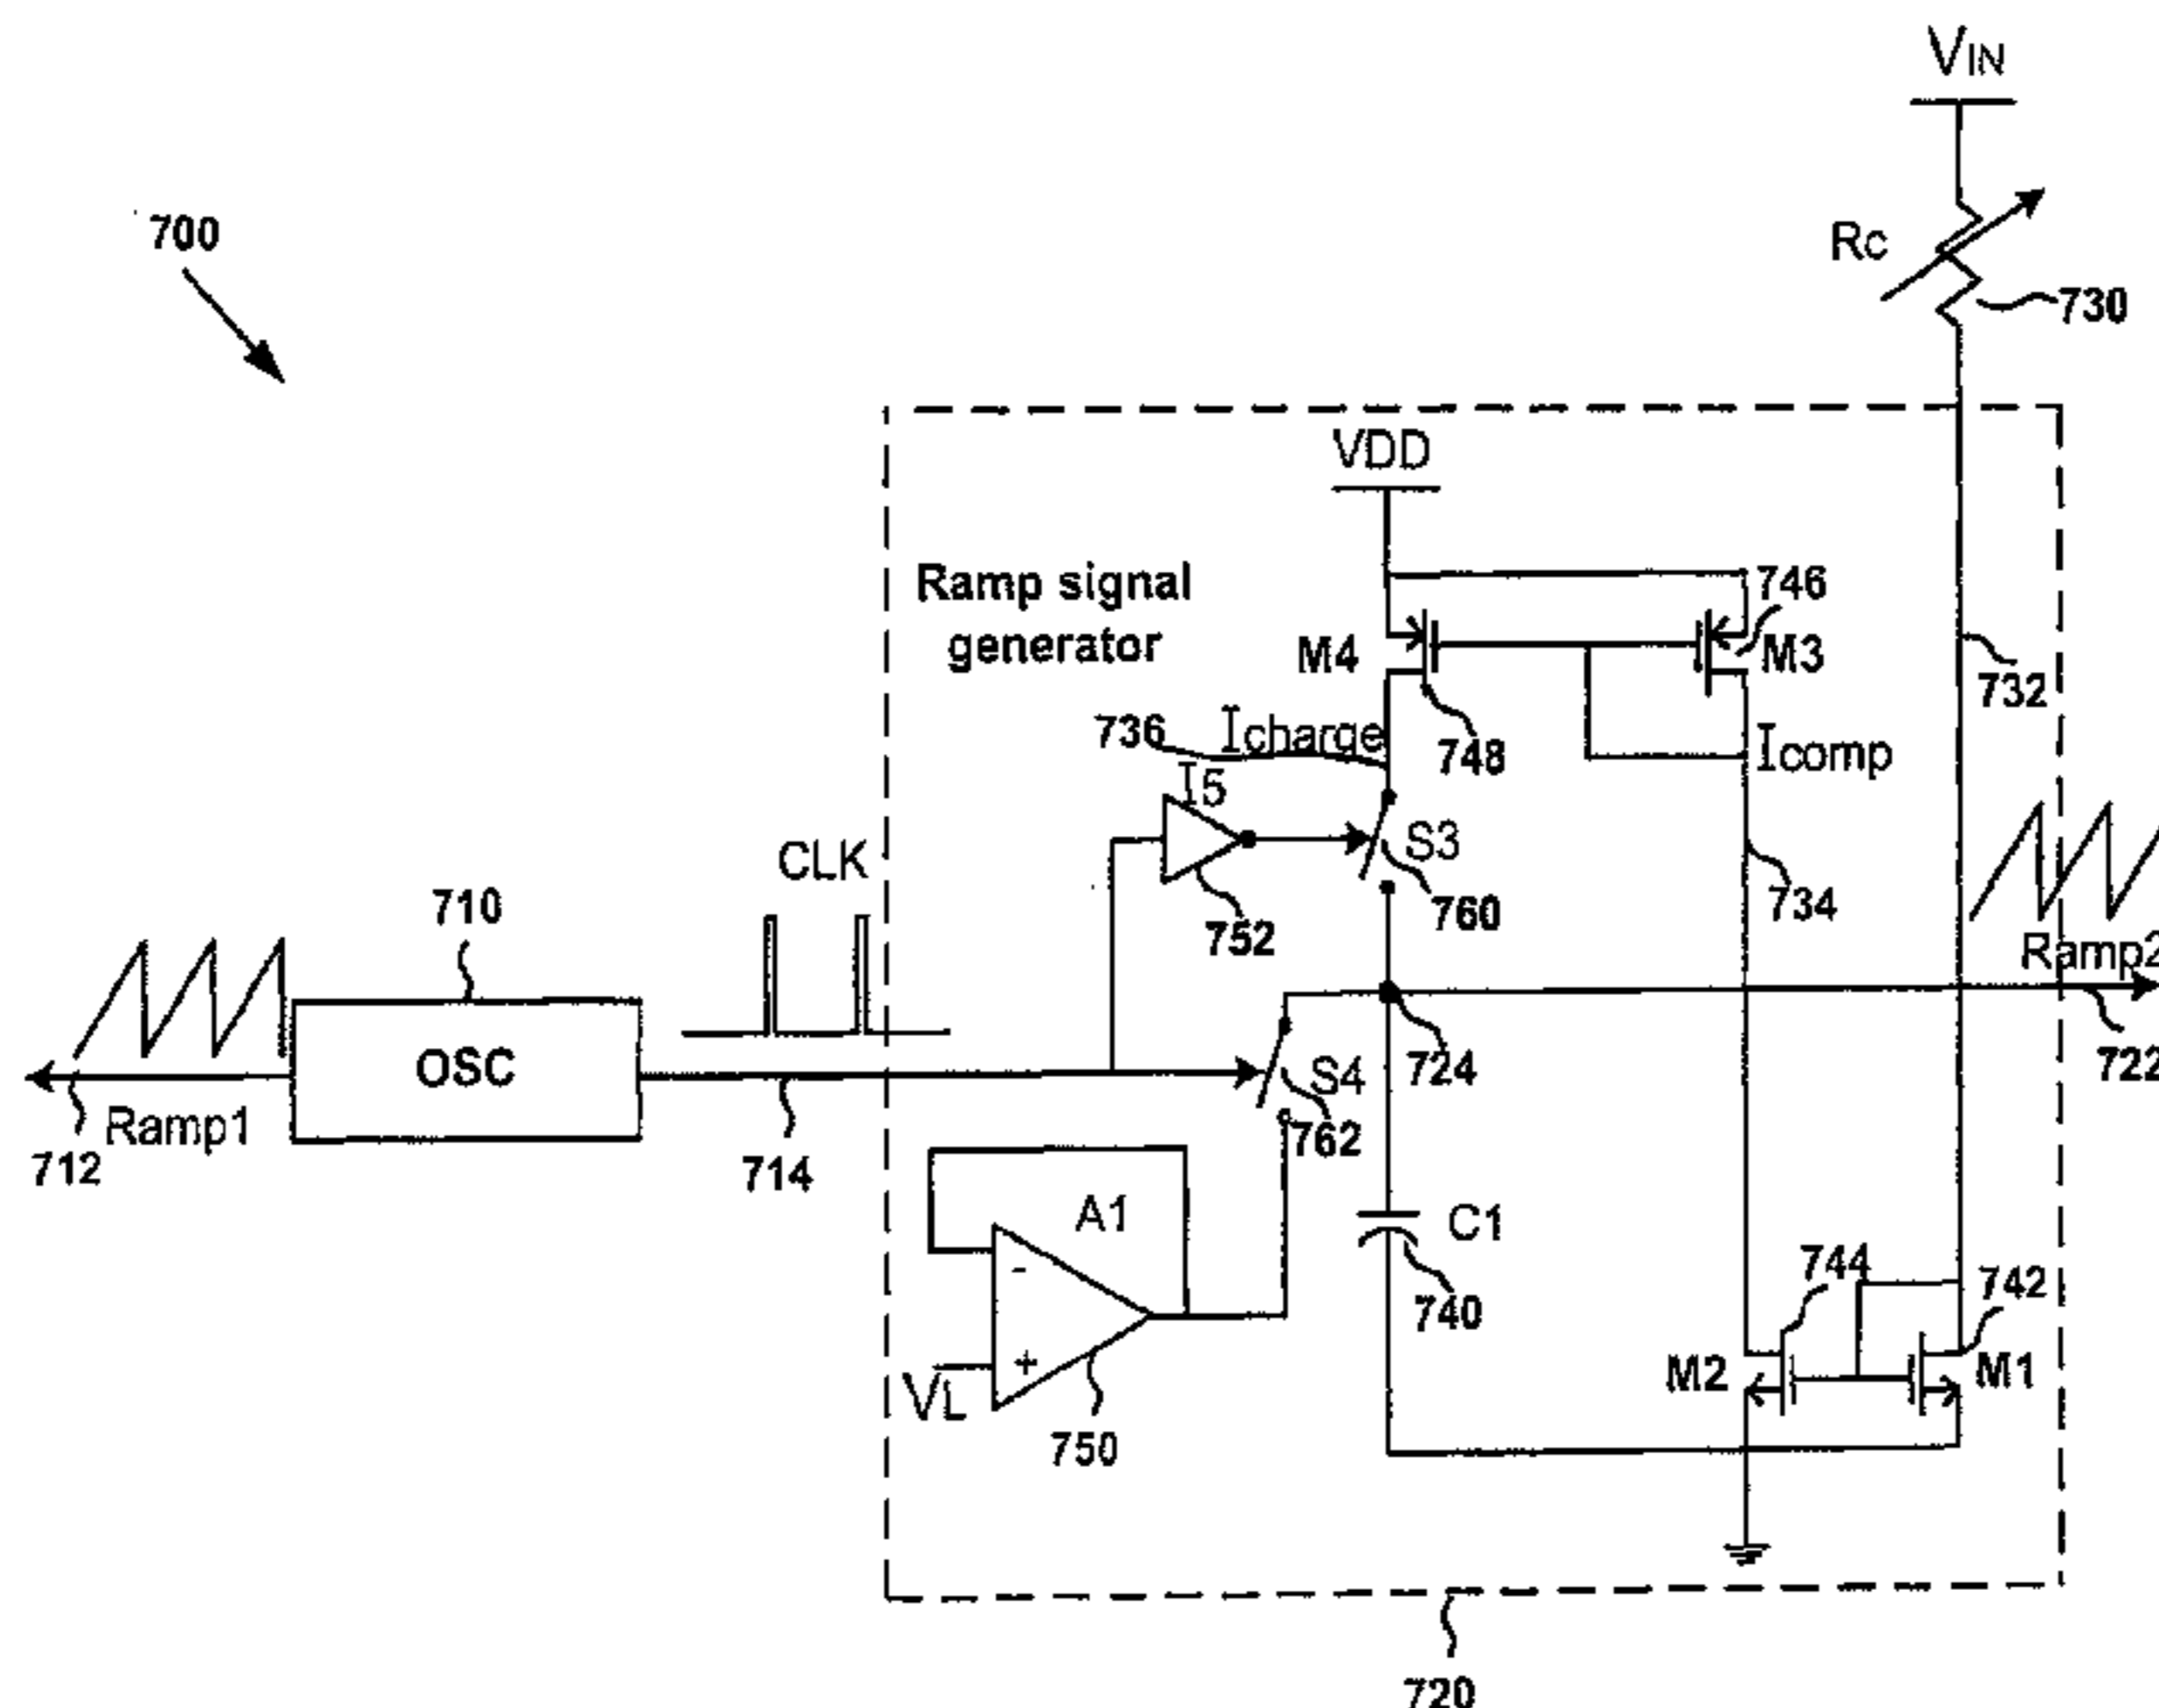 VIN
700
Rc
730
VDD
Ramp signal
generator
746
M4
M3
732
736
Icharge
748
Icomp
I5
S3
CLK
710
752
760
734
Ramp2
OSC
S4
724
722
Ramp1
712
714
762
A1
C1
-
744
742
740
+
M2
M1
VL
750
720